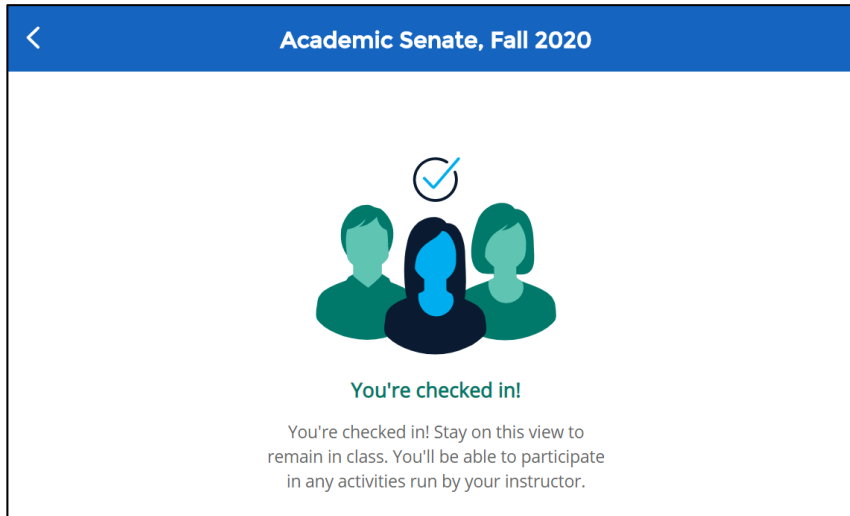 Academic Senate, Fall 2020
You're checked in!
You're checked in! Stay on this view to
remain in class. You'll be able to participate
in any activities run by your instructor.